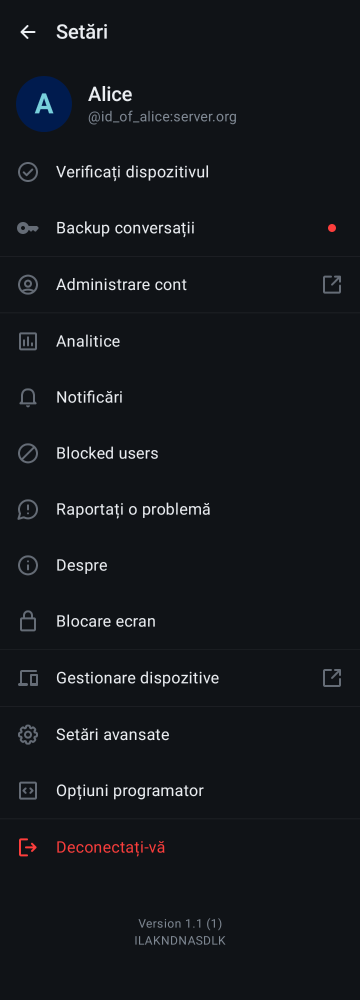 Setări
A
Alice
@id_of_alice:server.org
Verificați dispozitivul
Backup conversații
Administrare cont
Analitice
Notificări
Blocked users
Raportați o problemă
Despre
Blocare ecran
Gestionare dispozitive
Setări avansate
Opțiuni programator
Deconectați-vă
Version 1.1 (1)
ILAKNDNASDLK